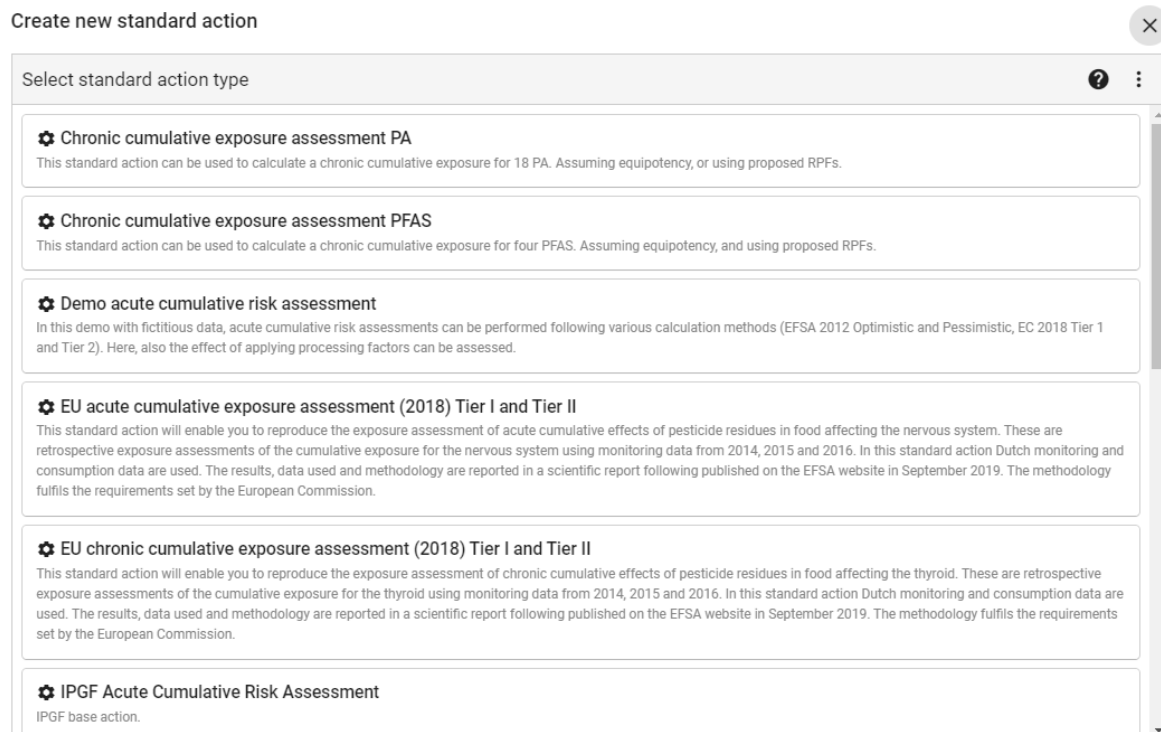 Create new standard action
Select standard action type
Chronic cumulative exposure assessment PA
This standard action can be used to calculate a chronic cumulative exposure for 18 PA. Assuming equipotency, or using proposed RPFs.
Chronic cumulative exposure assessment PFAS
This standard action can be used to calculate a chronic cumulative exposure for four PFAS. Assuming equipotency, and using proposed RPFs.
Demo acute cumulative risk assessment
In this demo with fictitious data, acute cumulative risk assessments can be performed following various calculation methods (EFSA 2012 Optimistic and Pessimistic, EC 2018 Tier 1
and Tier 2). Here, also the effect of applying processing factors can be assessed.
EU acute cumulative exposure assessment (2018) Tier I and Tier II
This standard action will enable you to reproduce the exposure assessment of acute cumulative effects of pesticide residues in food affecting the nervous system. These are
retrospective exposure assessments of the cumulative exposure for the nervous system using monitoring data from 2014, 2015 and 2016. In this standard action Dutch monitoring and
consumption data are used. The results, data used and methodology are reported in a scientific report following published on the EFSA website in September 2019. The methodology
fulfils the requirements set by the European Commission.
EU chronic cumulative exposure assessment (2018) Tier I and Tier II
This standard action will enable you to reproduce the exposure assessment of chronic cumulative effects of pesticide residues in food affecting the thyroid. These are retrospective
exposure assessments of the cumulative exposure for the thyroid using monitoring data from 2014, 2015 and 2016. In this standard action Dutch monitoring and consumption data are
used. The results, data used and methodology are reported in a scientific report following published on the EFSA website in September 2019. The methodology fulfils the requirements
set by the European Commission.
IPGF Acute Cumulative Risk Assessment
IPGF base action.